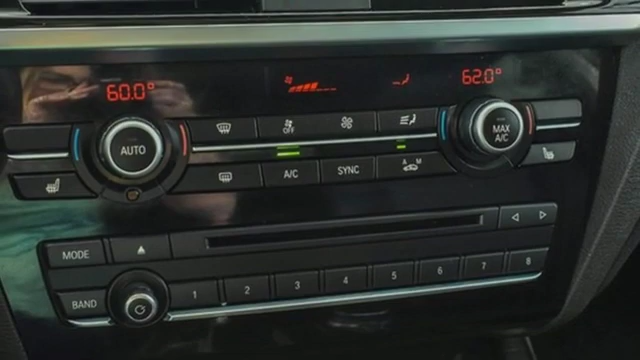 60.0° 62.0°
AUTO OFF MAX A/C
A/C SYNC A M
MODE
BAND 1 2 3 4 5 6 7 8